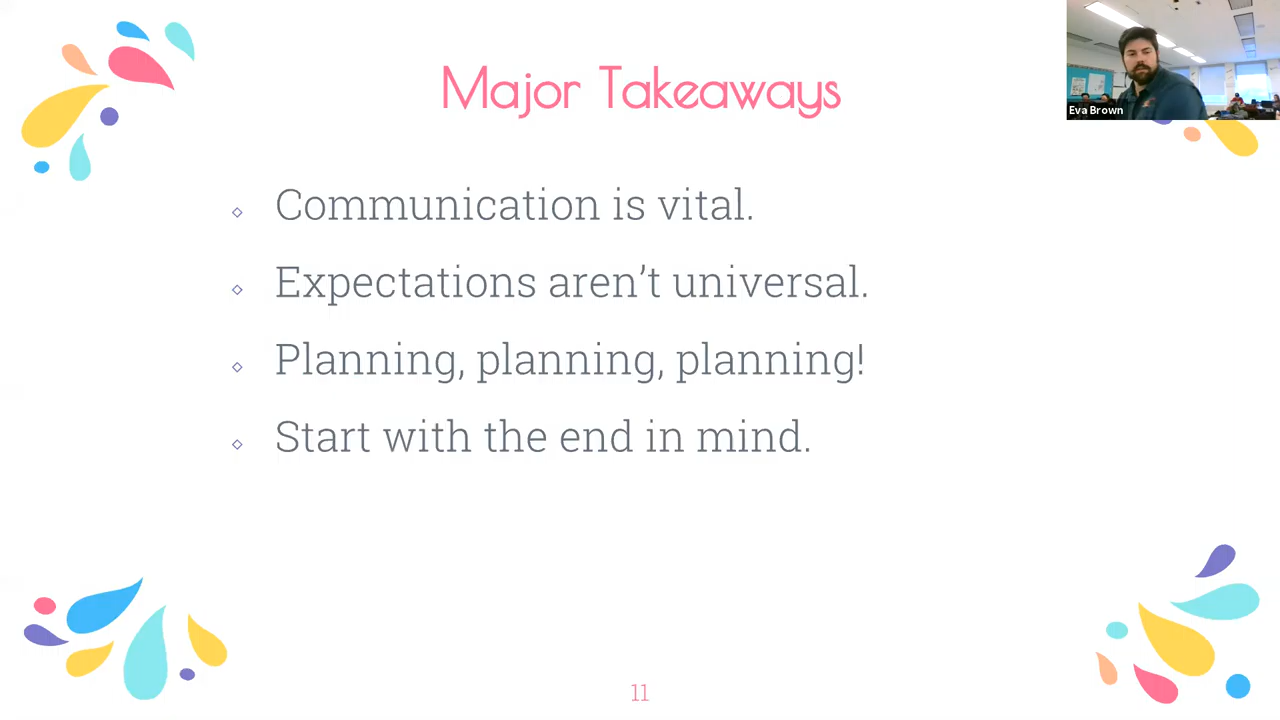 Major Takeaways
Eva Brown
Communication is vital.
Expectations aren’t universal.
Planning, planning, planning!
Start with the end in mind.
11